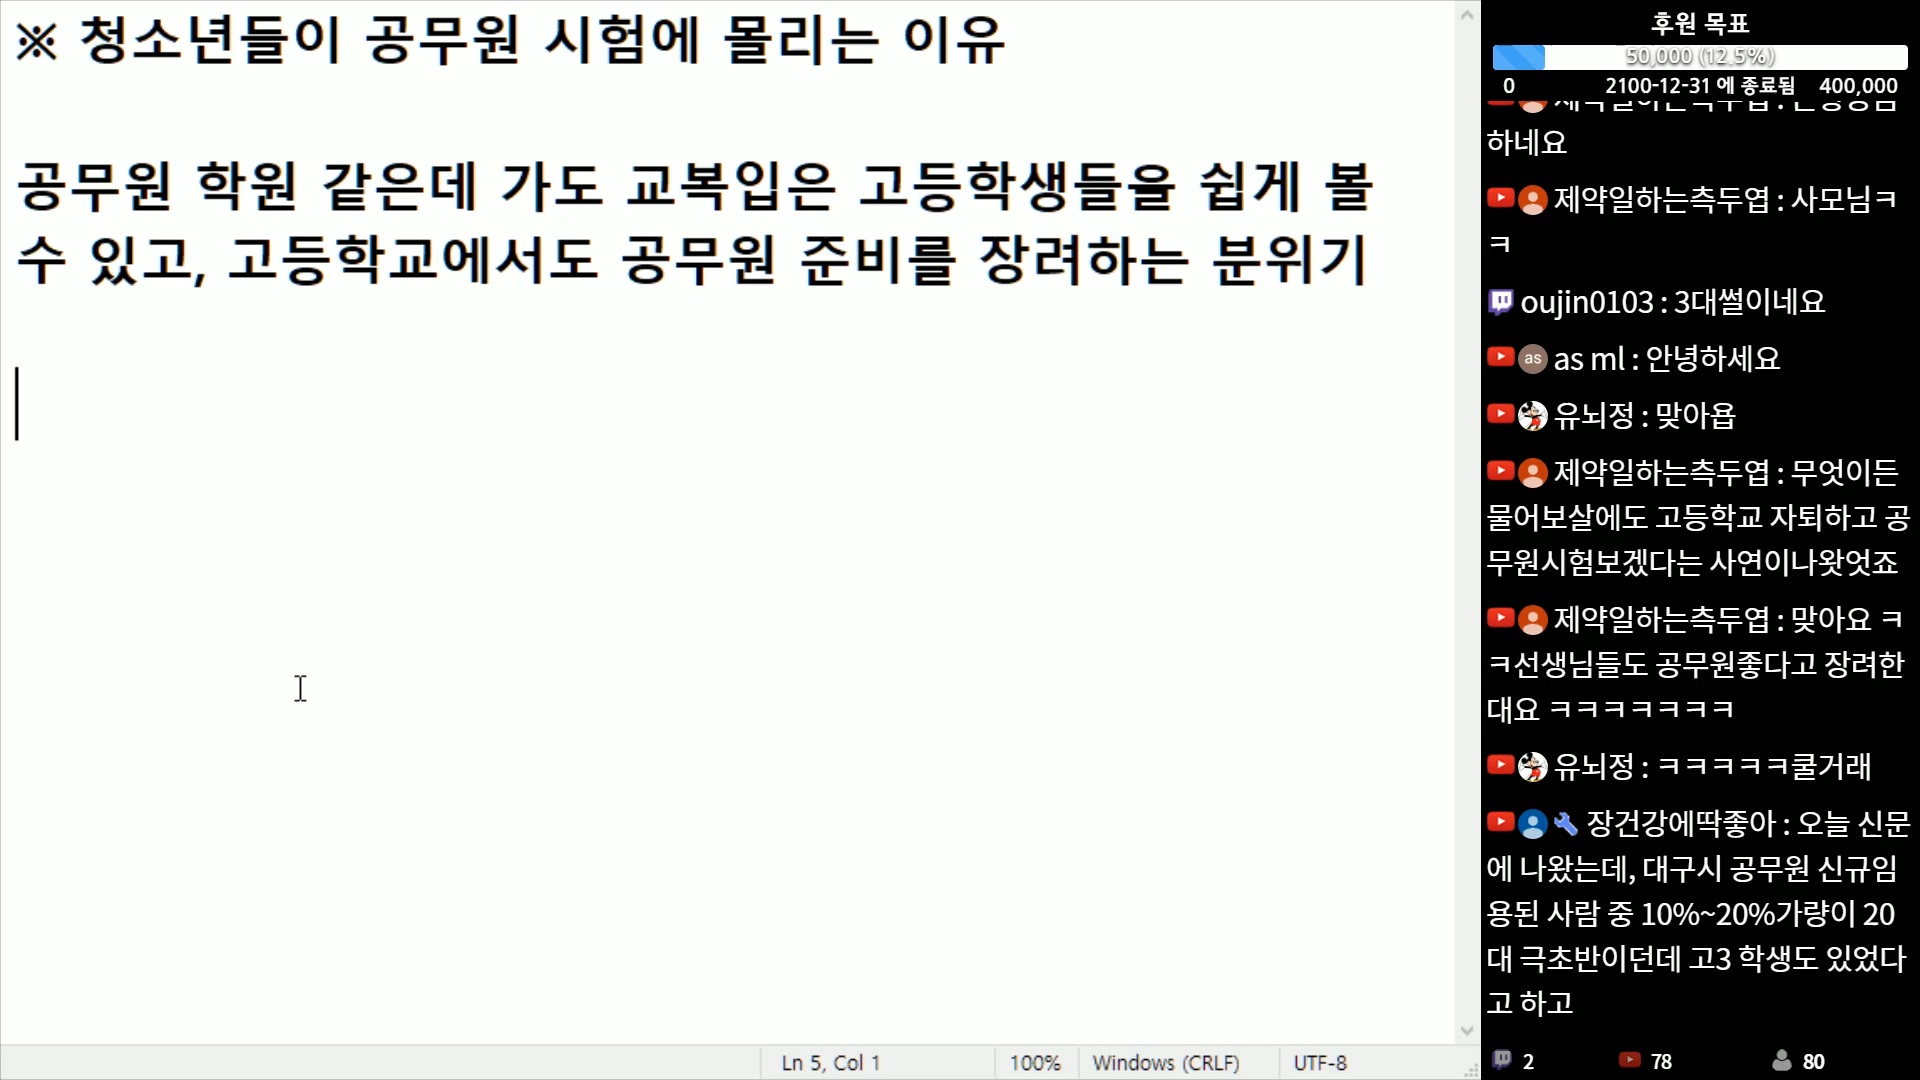 ※ 청소년들이 공무원 시험에 몰리는 이유
공무원 학원 같은데 가도 교복입은 고등학생들을 쉽게 볼
수 있고, 고등학교에서도 공무원 준비를 장려하는 분위기
Ln 5, Col 1
100%
Windows (CRLF)
UTF-8
후원 목표
50,000 (12.5%)
0 2100-12-31 에 종료됨 400,000
제약일하는측두엽 :
하네요
제약일하는측두엽 : 사모님ㅋ
ㅋ
oujin0103 : 3대썰이네요
as as ml : 안녕하세요
유뇌정 : 맞아욥
제약일하는측두엽 : 무엇이든
물어보살에도 고등학교 자퇴하고 공
무원시험보겠다는 사연이나왓엇죠
제약일하는측두엽 : 맞아요 ㅋ
ㅋ선생님들도 공무원좋다고 장려한
대요 ㅋㅋㅋㅋㅋㅋㅋ
유뇌정 : ㅋㅋㅋㅋㅋ쿨거래
장건강에딱좋아 : 오늘 신문
에 나왔는데, 대구시 공무원 신규임
용된 사람 중 10%~20%가량이 20
대 극초반이던데 고3 학생도 있었다
고 하고
2 78 80